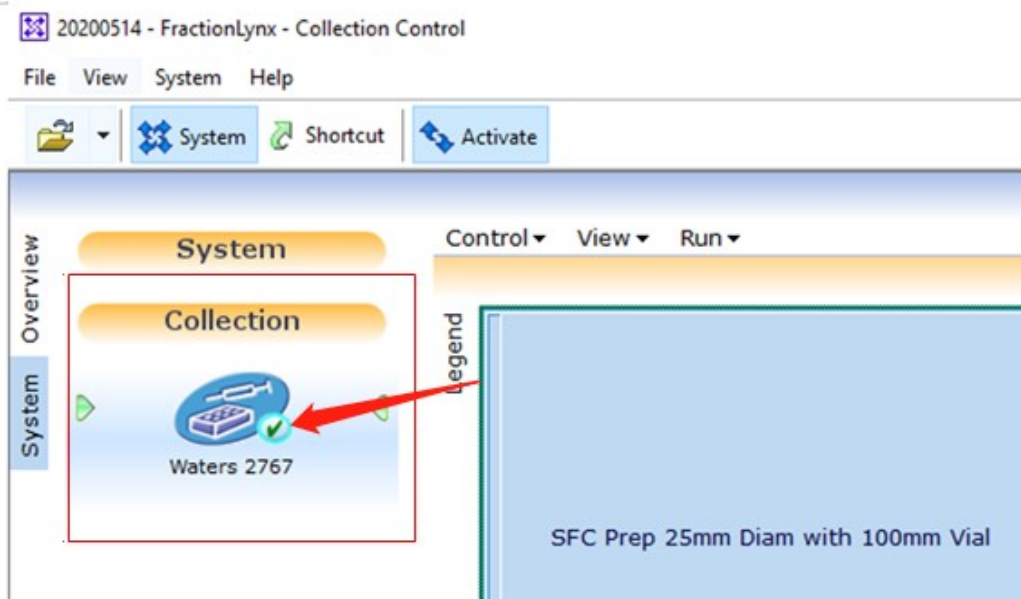 20200514 - FractionLynx - Collection Control
File View System Help
System Shortcut Activate
Overview
System
System
Collection
Waters 2767
Control View Run
Legend
SFC Prep 25mm Diam with 100mm Vial